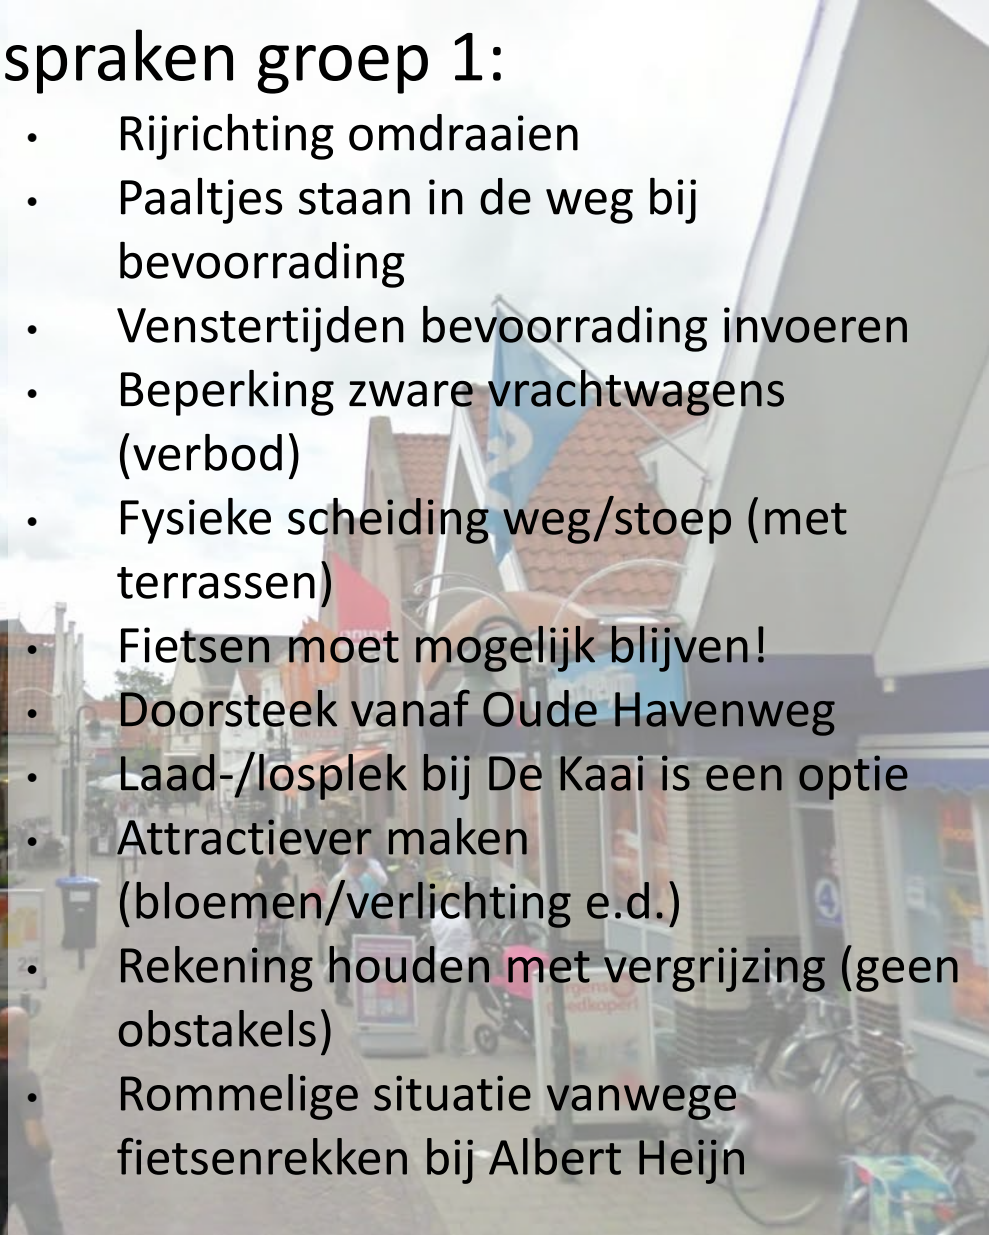 spraken groep 1:
• Rijrichting omdraaien
• Paaltjes staan in de weg bij
bevoorrading
• Venstertijden bevoorrading invoeren
• Beperking zware vrachtwagens
(verbod)
• Fysieke scheiding weg/stoep (met
terrassen)
• Fietsen moet mogelijk blijven!
• Doorsteek vanaf Oude Havenweg
• Laad-/losplek bij De Kaai is een optie
• Attractiever maken
(bloemen/verlichting e.d.)
• Rekening houden met vergrijzing (geen
obstakels)
• Rommelige situatie vanwege
fietsenrekken bij Albert Heijn